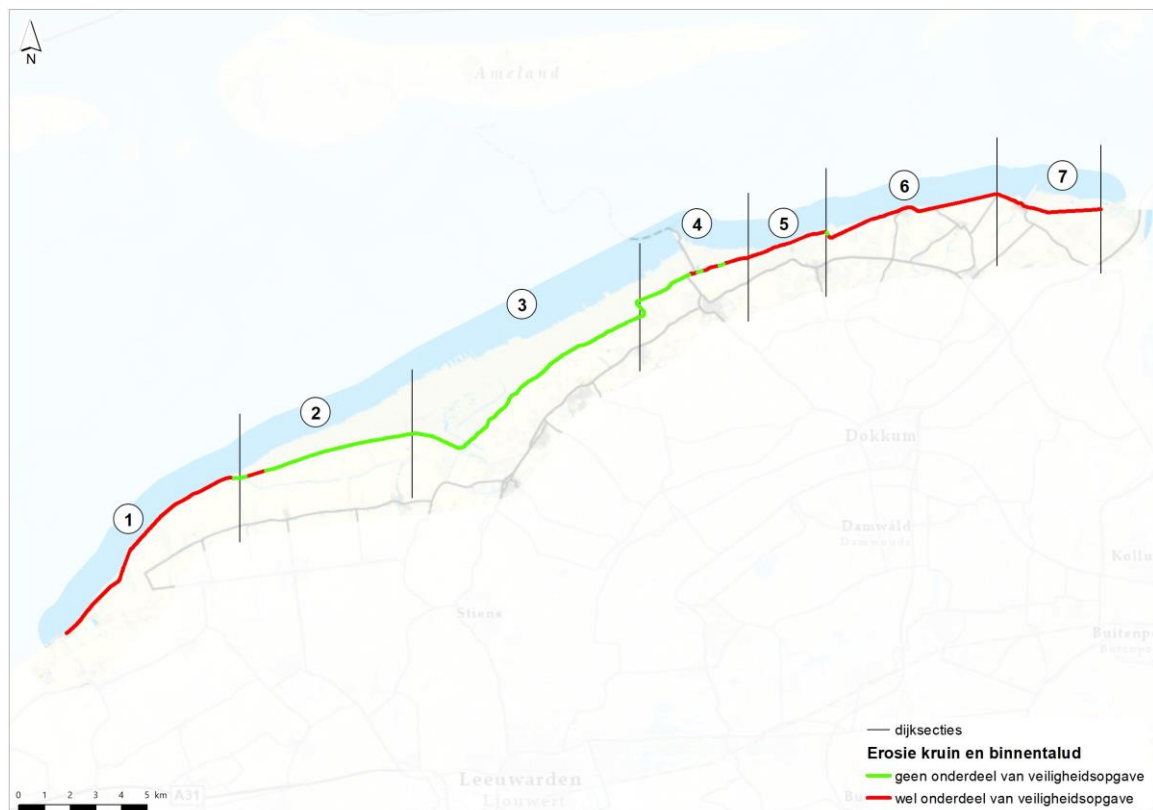 N
Ameland
7
6
5
4
3
2
1
Dokkum
Damwâld
Damwoude
Kollu
Stiens
Buitenp
Leeuwarden
Ljouwert
A31
0 1 2 3 4 5 km
dijksecties
Erosie kruin en binnentalud
geen onderdeel van veiligheidsopgave
wel onderdeel van veiligheidsopgave